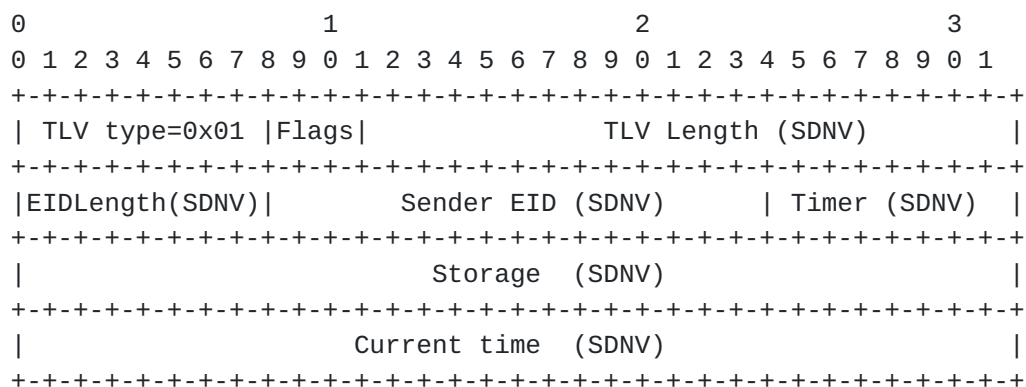 0                   1                   2                   3
0 1 2 3 4 5 6 7 8 9 0 1 2 3 4 5 6 7 8 9 0 1 2 3 4 5 6 7 8 9 0 1
+-+-+-+-+-+-+-+-+-+-+-+-+-+-+-+-+-+-+-+-+-+-+-+-+-+-+-+-+-+-+-+-+
| TLV type=0x01 |Flags|               TLV Length (SDNV)         |
+-+-+-+-+-+-+-+-+-+-+-+-+-+-+-+-+-+-+-+-+-+-+-+-+-+-+-+-+-+-+-+-+
|EIDLength(SDNV)|        Sender EID (SDNV)      | Timer (SDNV)  |
+-+-+-+-+-+-+-+-+-+-+-+-+-+-+-+-+-+-+-+-+-+-+-+-+-+-+-+-+-+-+-+-+
|                          Storage  (SDNV)                      |
+-+-+-+-+-+-+-+-+-+-+-+-+-+-+-+-+-+-+-+-+-+-+-+-+-+-+-+-+-+-+-+-+
|                     Current time  (SDNV)                      |
+-+-+-+-+-+-+-+-+-+-+-+-+-+-+-+-+-+-+-+-+-+-+-+-+-+-+-+-+-+-+-+-+